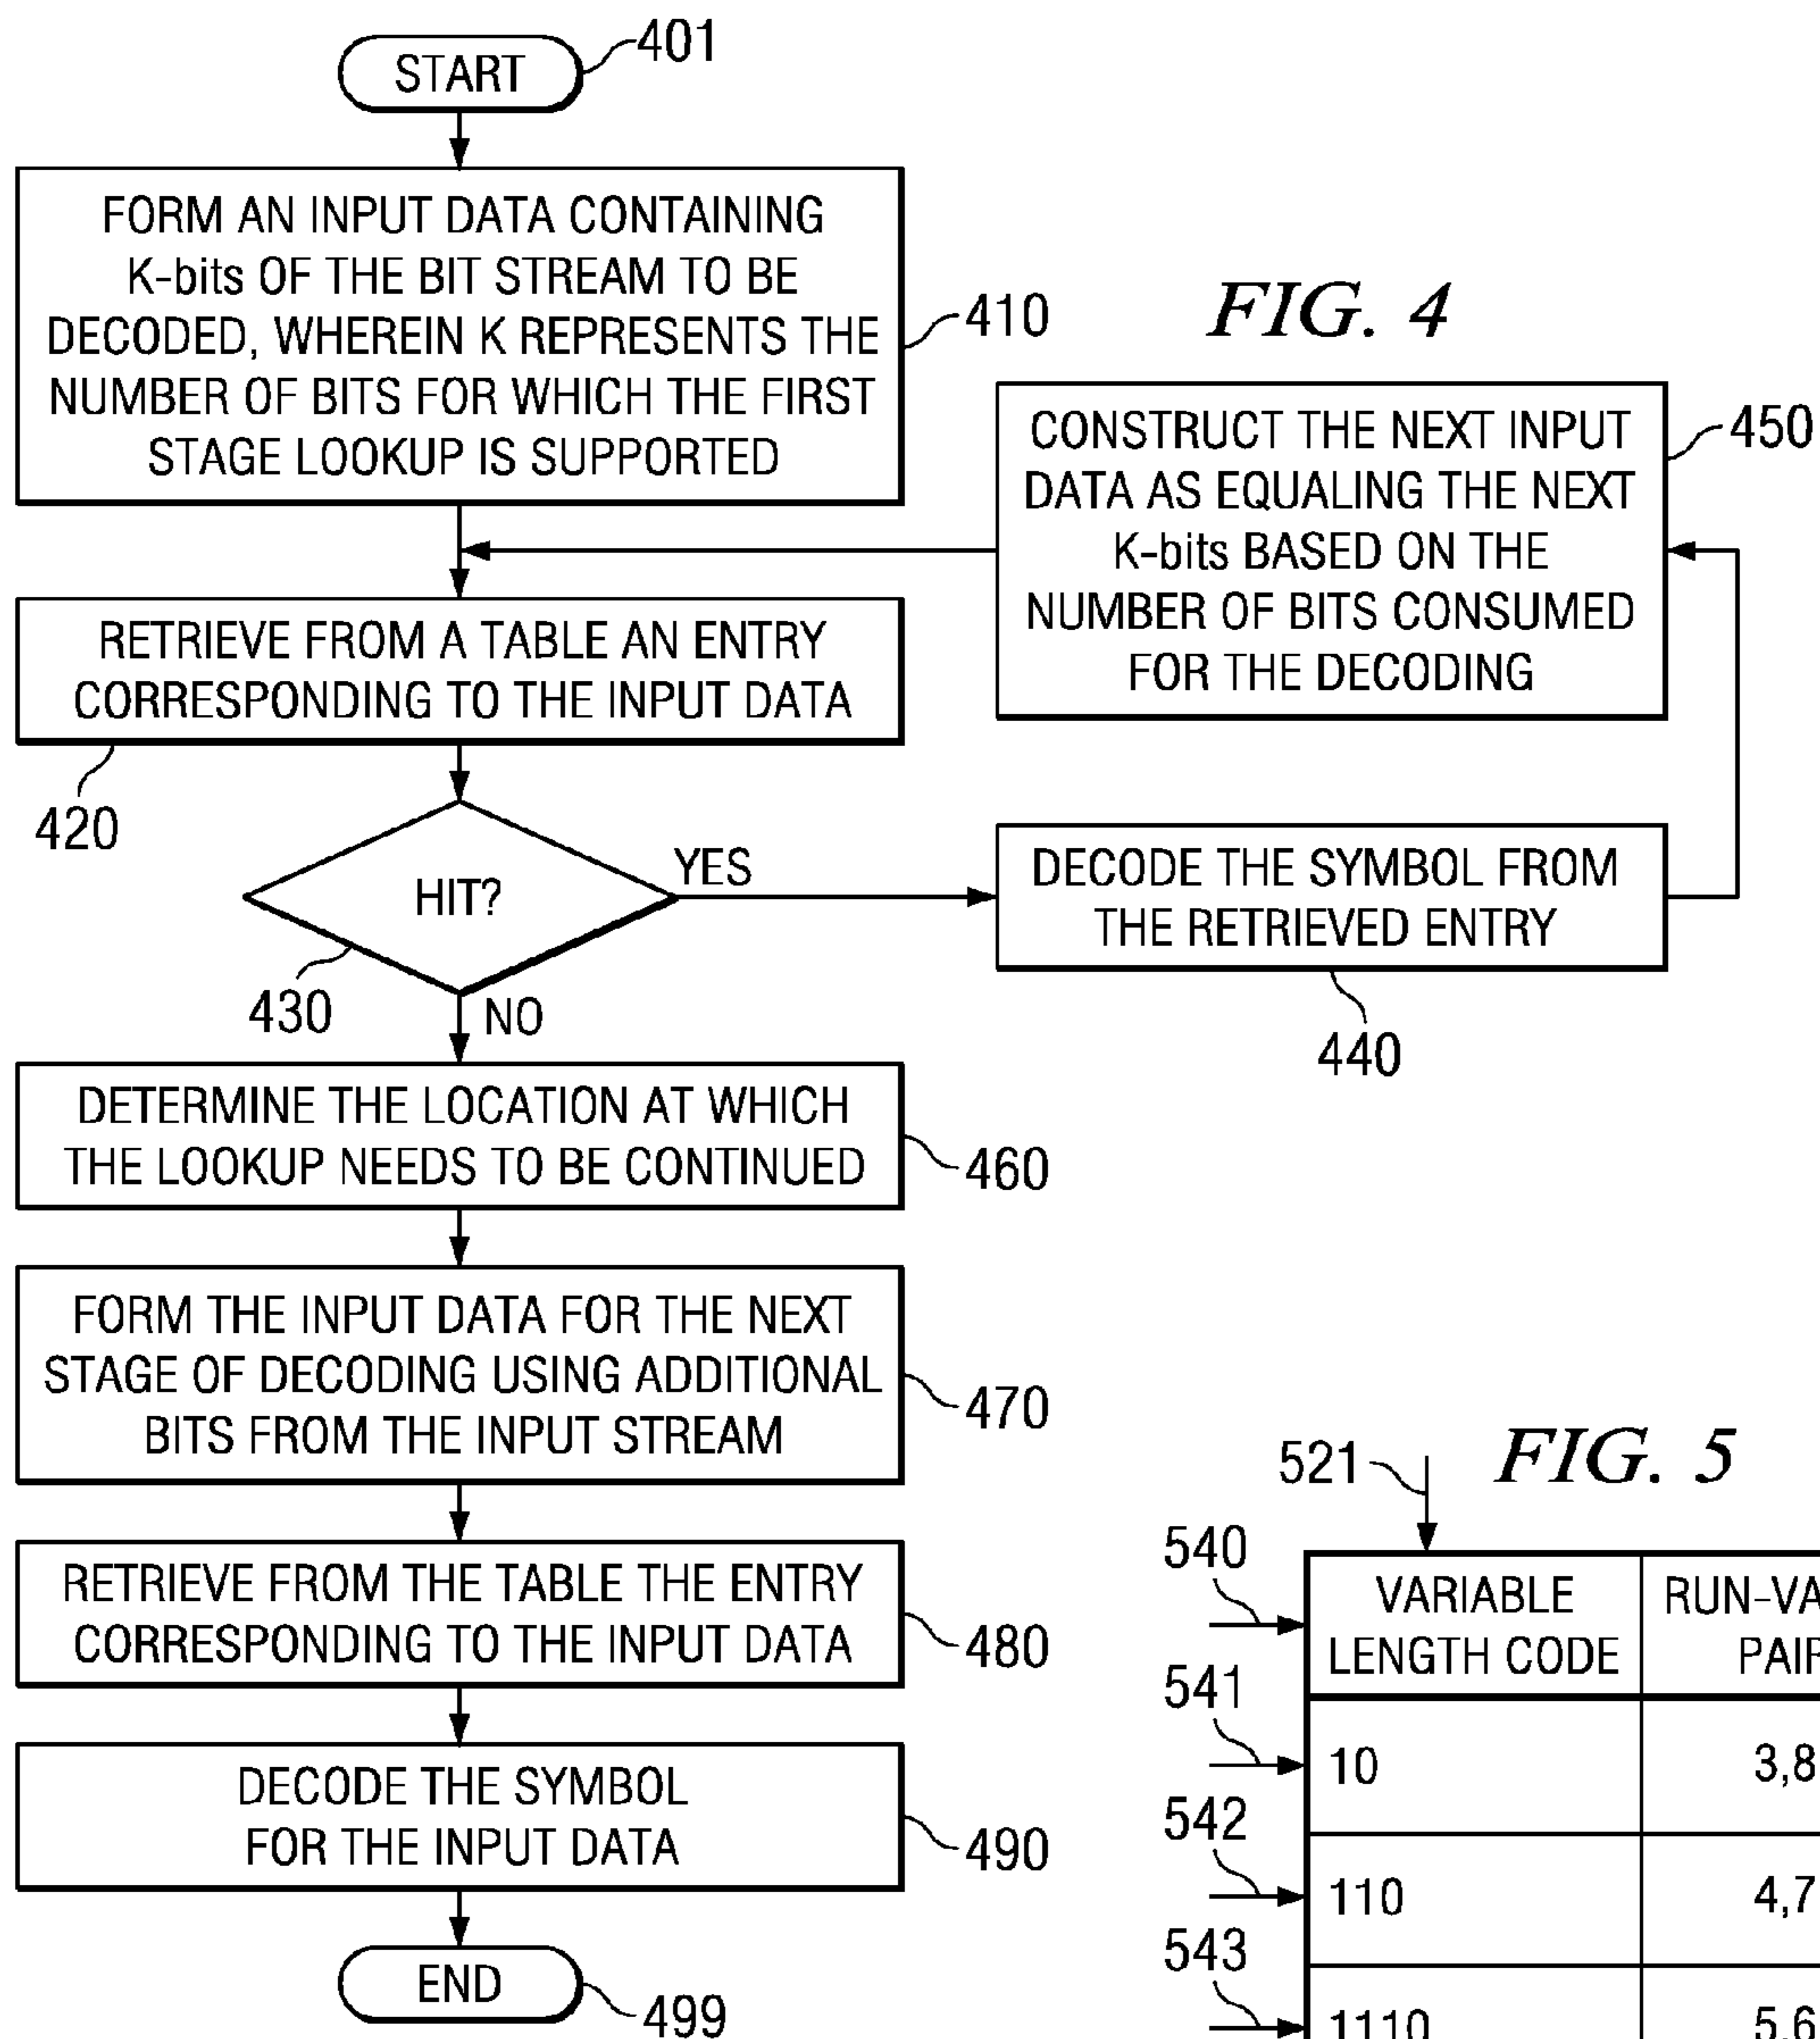 START
401
FORM AN INPUT DATA CONTAINING
K-bits OF THE BIT STREAM TO BE
DECODED, WHEREIN K REPRESENTS THE
NUMBER OF BITS FOR WHICH THE FIRST
STAGE LOOKUP IS SUPPORTED
410
FIG. 4
CONSTRUCT THE NEXT INPUT
DATA AS EQUALING THE NEXT
K-bits BASED ON THE
NUMBER OF BITS CONSUMED
FOR THE DECODING
450
RETRIEVE FROM A TABLE AN ENTRY
CORRESPONDING TO THE INPUT DATA
420
HIT?
YES
430
NO
DECODE THE SYMBOL FROM
THE RETRIEVED ENTRY
440
DETERMINE THE LOCATION AT WHICH
THE LOOKUP NEEDS TO BE CONTINUED
460
FORM THE INPUT DATA FOR THE NEXT
STAGE OF DECODING USING ADDITIONAL
BITS FROM THE INPUT STREAM
470
RETRIEVE FROM THE TABLE THE ENTRY
CORRESPONDING TO THE INPUT DATA
480
DECODE THE SYMBOL
FOR THE INPUT DATA
490
END
499
521
FIG. 5
540
VARIABLE
LENGTH CODE
541
10
3,8
542
110
4,7
543
1110
5,6